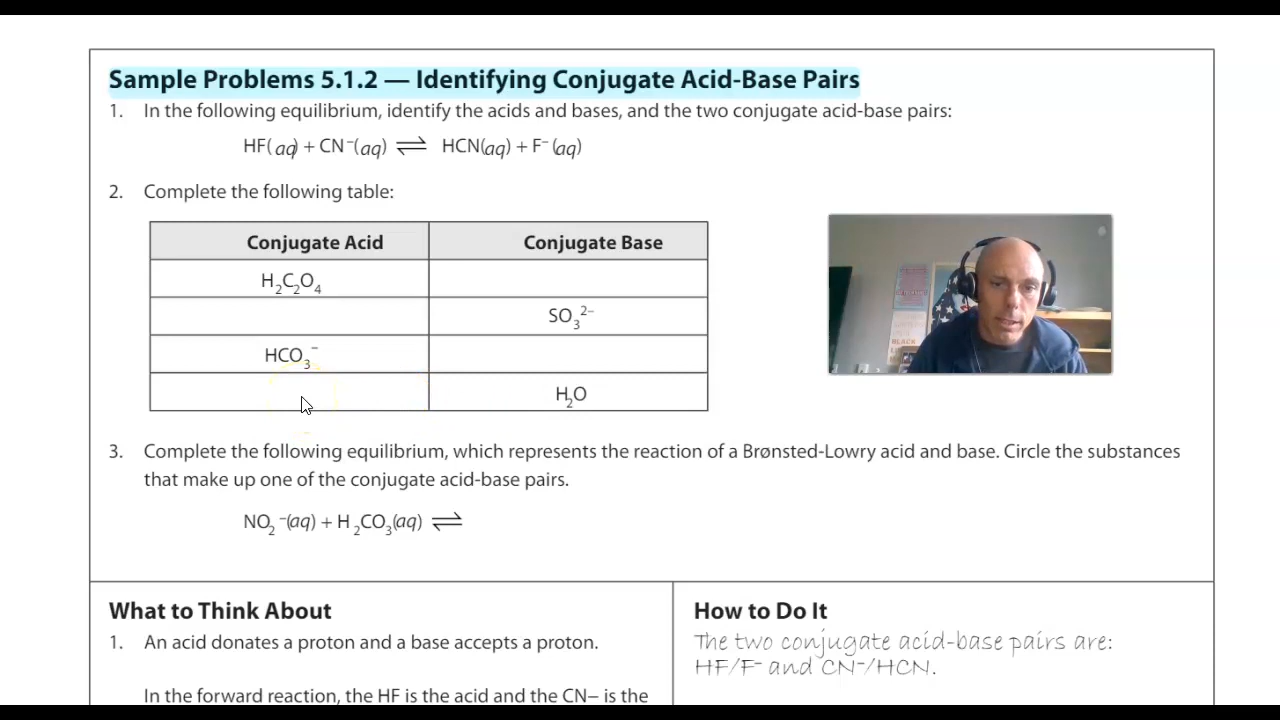 Sample Problems 5.1.2 — Identifying Conjugate Acid-Base Pairs
1. In the following equilibrium, identify the acids and bases, and the two conjugate acid-base pairs:
HF(aq) + CN⁻(aq) ⇌ HCN(aq) + F⁻(aq)
2. Complete the following table:
Conjugate Acid Conjugate Base
H₂C₂O₄
SO₃²⁻
HCO₃⁻
H₂O
3. Complete the following equilibrium, which represents the reaction of a Brønsted-Lowry acid and base. Circle the substances
that make up one of the conjugate acid-base pairs.
NO₂⁻(aq) + H₂CO₃(aq) ⇌
What to Think About
1. An acid donates a proton and a base accepts a proton.
In the forward reaction, the HF is the acid and the CN− is the
How to Do It
The two conjugate acid-base pairs are:
HF/F⁻ and CN⁻/HCN.